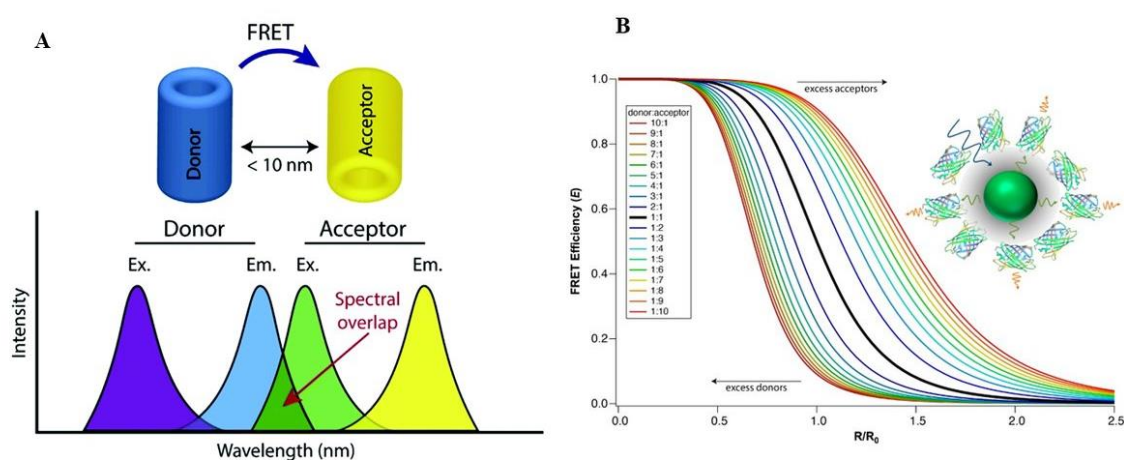 A
FRET
Donor
Acceptor
< 10 nm
Donor
Acceptor
Ex.
Em.
Ex.
Em.
Spectral
overlap
Intensity
Wavelength (nm)
B
1.0
0.8
0.6
0.4
0.2
0.0
FRET Efficiency (E)
excess acceptors
donor:acceptor
10:1
9:1
8:1
7:1
6:1
5:1
4:1
3:1
2:1
1:1
1:2
1:3
1:4
1:5
1:6
1:7
1:8
1:9
1:10
excess donors
0.0
0.5
1.0
1.5
2.0
2.5
R/R₀